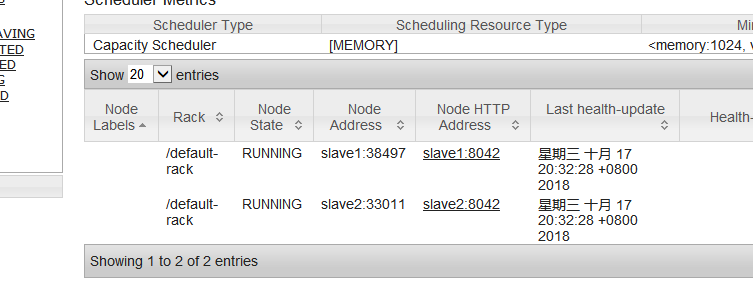 Scheduler Metrics
Scheduler Type Scheduling Resource Type Min
Capacity Scheduler [MEMORY] <memory:1024, v
AVING
TED
ED
G
D
Show 20 entries
Node Labels Rack Node State Node Address Node HTTP Address Last health-update Health-
/default-rack RUNNING slave1:38497 slave1:8042 星期三 十月 17 20:32:28 +0800 2018
/default-rack RUNNING slave2:33011 slave2:8042 星期三 十月 17 20:32:28 +0800 2018
Showing 1 to 2 of 2 entries